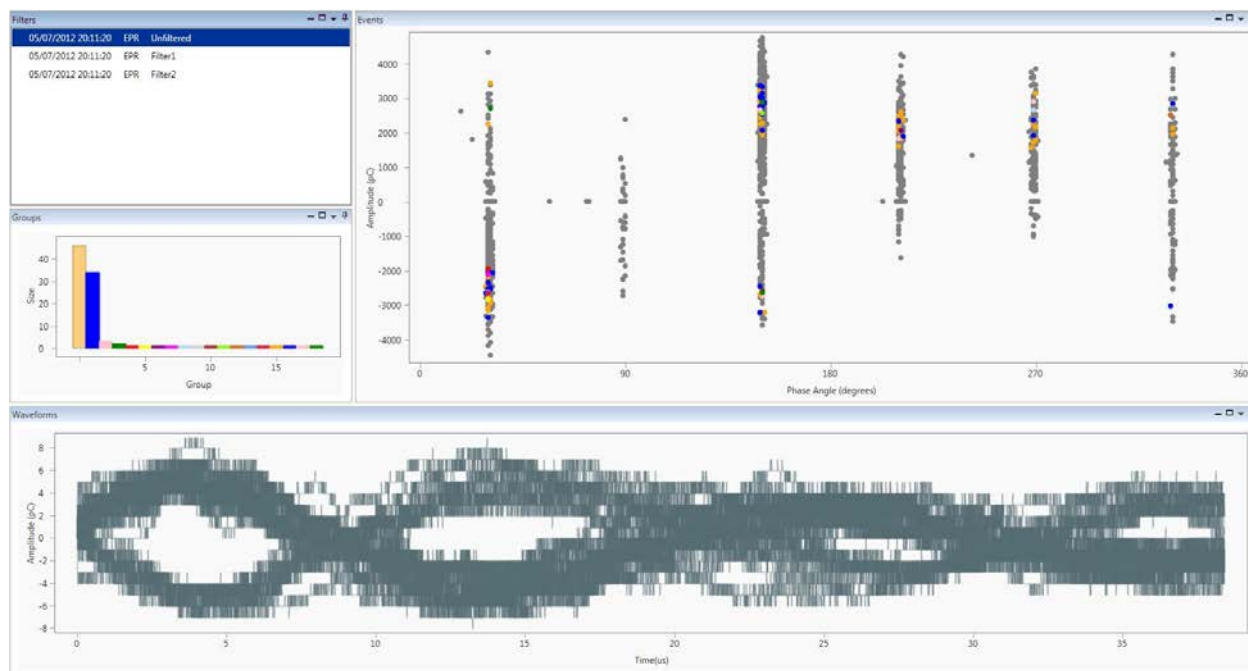 Filters
05/07/2012 20:11:20 EPR Unfiltered
05/07/2012 20:11:20 EPR Filter1
05/07/2012 20:11:20 EPR Filter2
Groups
Size
40
30
20
10
0
5 10 15
Group
Events
Amplitude (pC)
4000
3000
2000
0
-2000
-3000
-4000
0 90 180 270 360
Phase Angle (degrees)
Waveforms
Amplitude (pC)
8
6
4
2
0
-2
-4
-6
-8
0 5 10 15 20 25 30 35
Time(us)